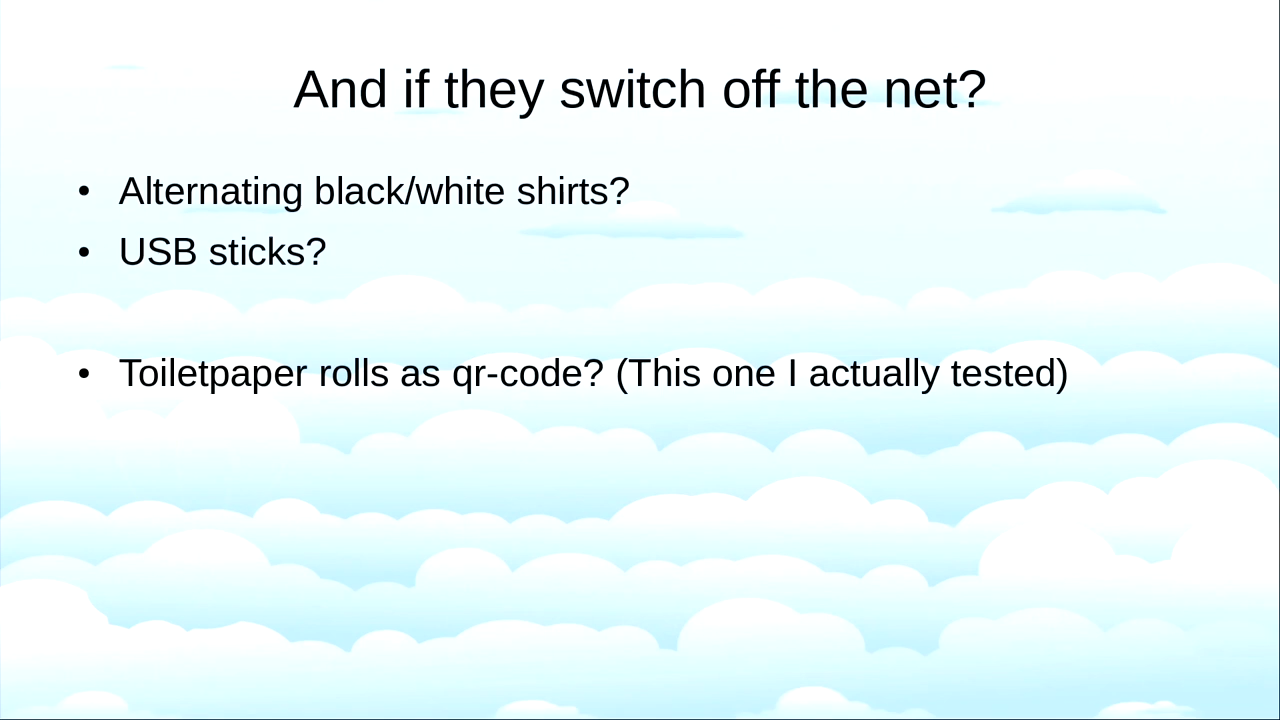 And if they switch off the net?
• Alternating black/white shirts?
• USB sticks?
• Toiletpaper rolls as qr-code? (This one I actually tested)